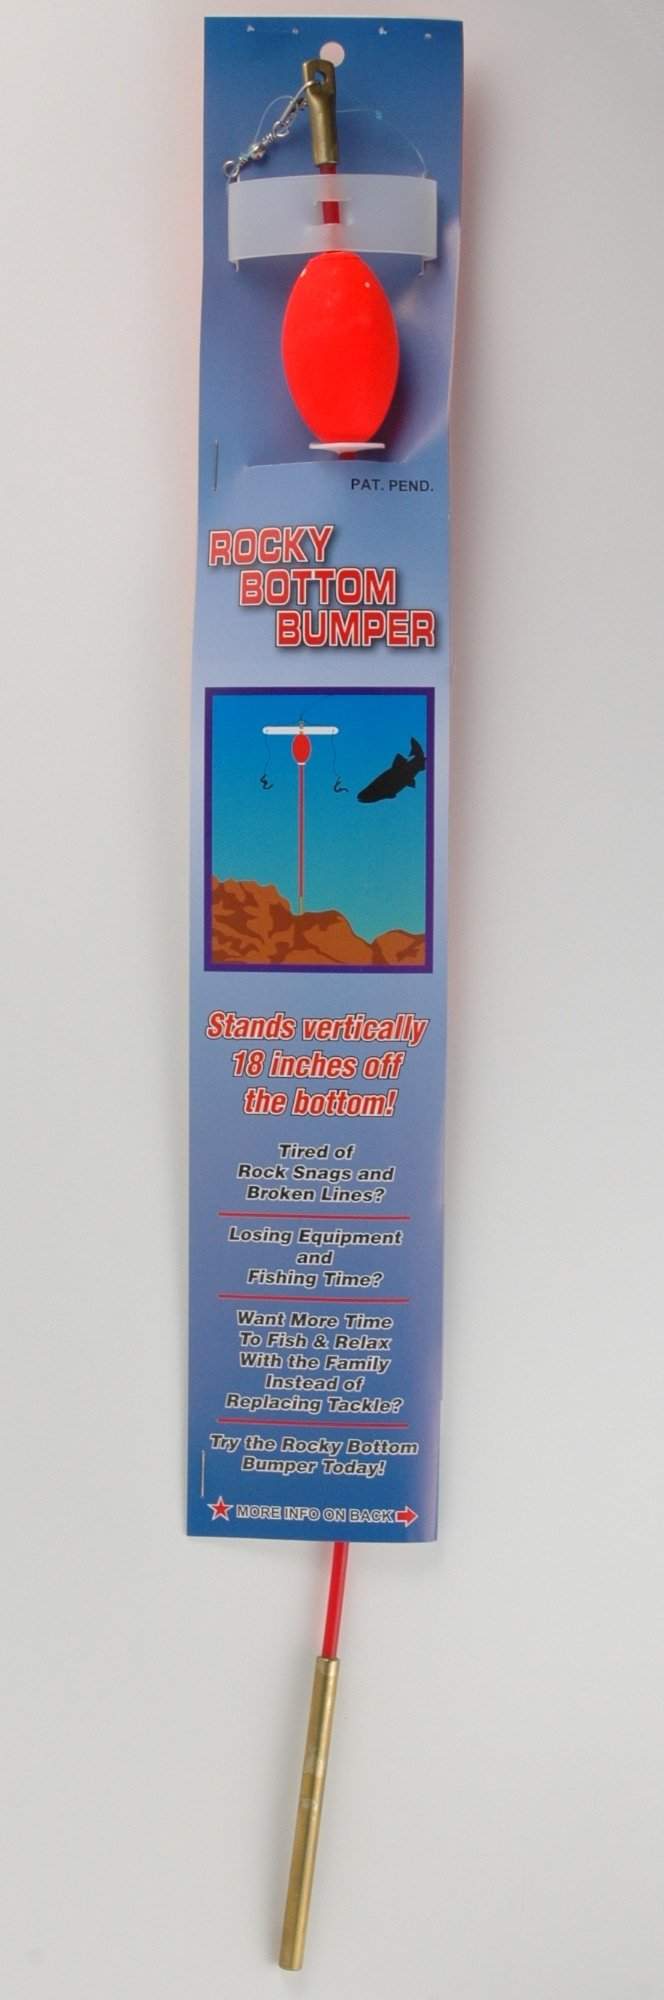 PAT. PEND.
ROCKY
BOTTOM
BUMPER
Stands vertically
18 inches off
the bottom!
Tired of
Rock Snags and
Broken Lines?
Losing Equipment
and
Fishing Time?
Want More Time
To Fish & Relax
With the Family
Instead of
Replacing Tackle?
Try the Rocky Bottom
Bumper Today!
MORE INFO ON BACK